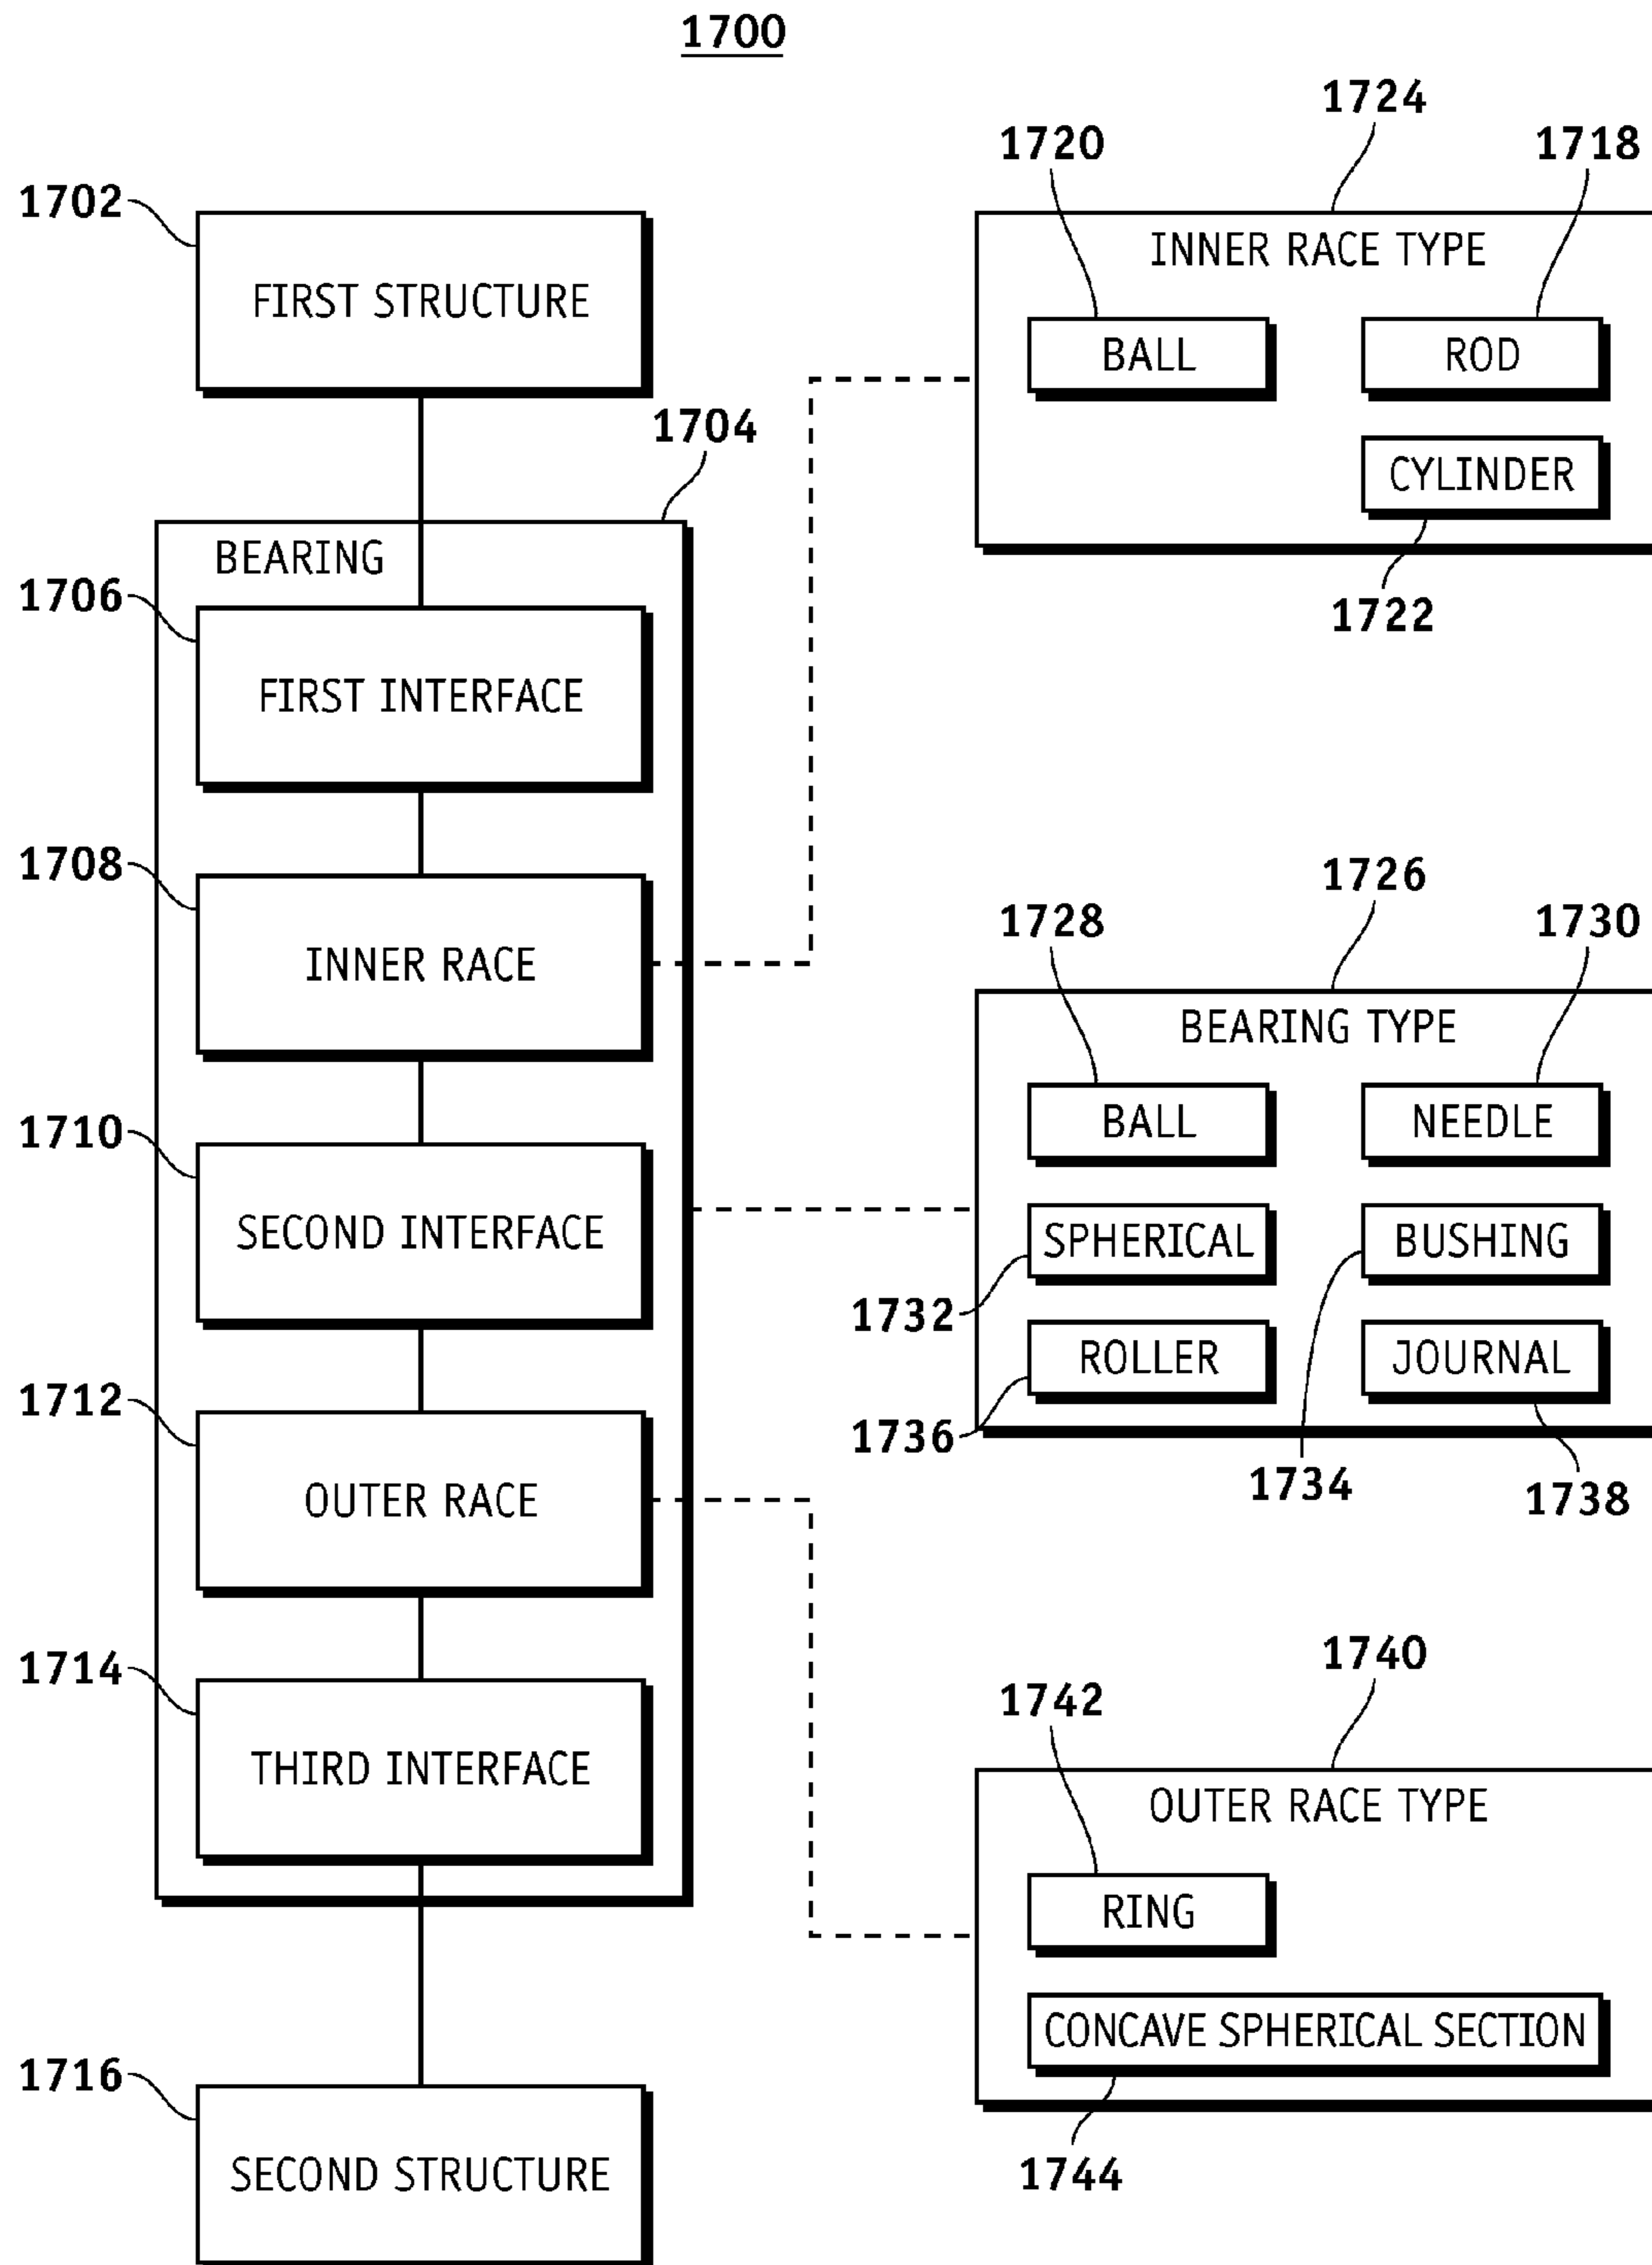 1700
1702
FIRST STRUCTURE
1704
BEARING
1706
FIRST INTERFACE
1708
INNER RACE
1710
SECOND INTERFACE
1712
OUTER RACE
1714
THIRD INTERFACE
1716
SECOND STRUCTURE
1724
1720
1718
INNER RACE TYPE
BALL
ROD
CYLINDER
1722
1726
1728
1730
BEARING TYPE
BALL
NEEDLE
SPHERICAL
BUSHING
1732
ROLLER
JOURNAL
1736
1734
1738
1740
1742
OUTER RACE TYPE
RING
CONCAVE SPHERICAL SECTION
1744